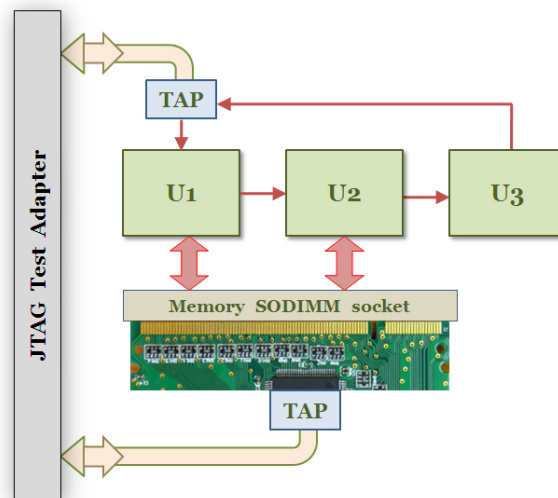 JTAG Test Adapter
TAP
U1
U2
U3
Memory SODIMM socket
TAP